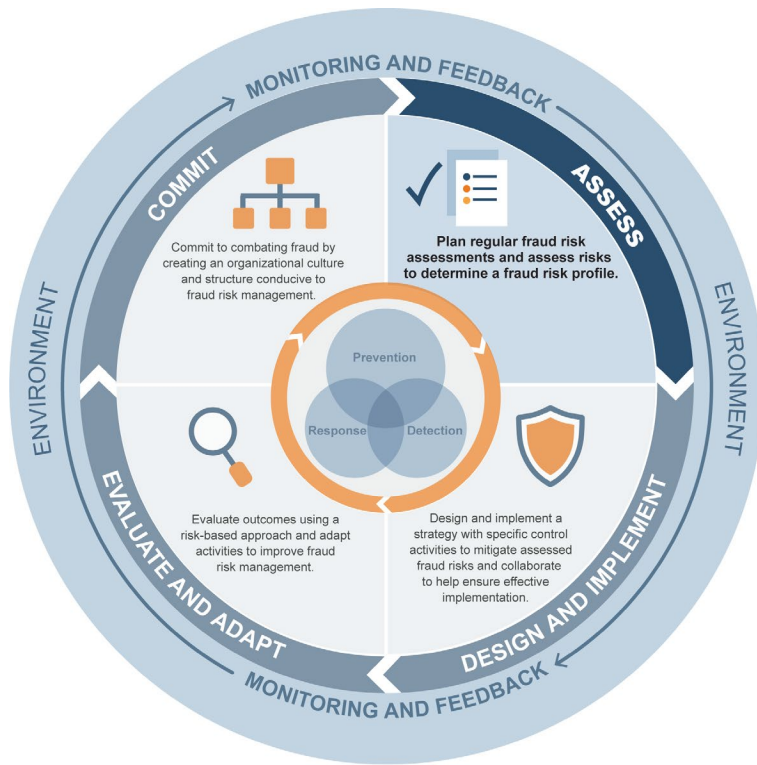 MONITORING AND FEEDBACK
COMMIT
ASSESS
Commit to combating fraud by
creating an organizational culture
and structure conducive to
fraud risk management.
Plan regular fraud risk
assessments and assess risks
to determine a fraud risk profile.
ENVIRONMENT
ENVIRONMENT
Prevention
Response
Detection
Evaluate outcomes using a
risk-based approach and adapt
activities to improve fraud
risk management.
Design and implement a
strategy with specific control
activities to mitigate assessed
fraud risks and collaborate
to help ensure effective
implementation.
EVALUATE AND ADAPT
DESIGN AND IMPLEMENT
MONITORING AND FEEDBACK